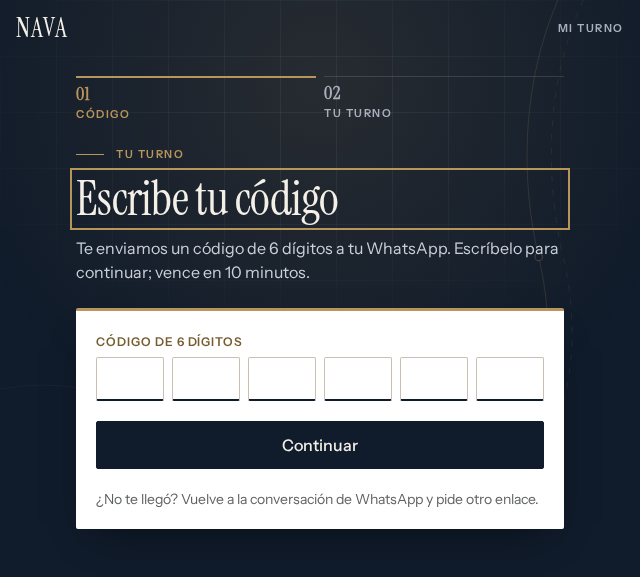 NAVA
MI TURNO
01
CÓDIGO
02
TU TURNO
TU TURNO
Escribe tu código
Te enviamos un código de 6 dígitos a tu WhatsApp. Escríbelo para
continuar; vence en 10 minutos.
CÓDIGO DE 6 DÍGITOS
Continuar
¿No te llegó? Vuelve a la conversación de WhatsApp y pide otro enlace.